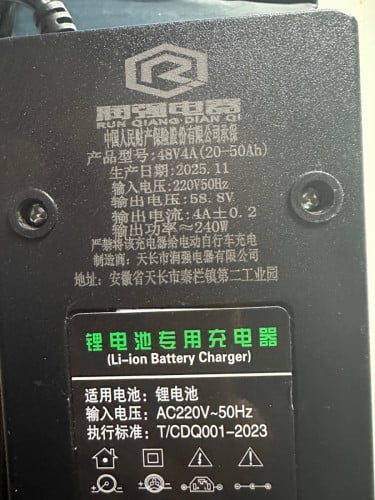 润强电器
RUN QIANG DIAN QI
中国人民财产保险股份有限公司承保
产品型号:48V4A(20-50Ah)
生产日期:2025.11
输入电压:220V50Hz
输出电压:58.8V
输出电流:4A±0.2
输出功率≈240W
严禁将该充电器给电动自行车充电
制造商:天长市润强电器有限公司
地址:安徽省天长市秦栏镇第二工业园
锂电池专用充电器
(Li-ion Battery Charger)
适用电池:锂电池
输入电压:AC220V~50Hz
执行标准:T/CDQ001-2023